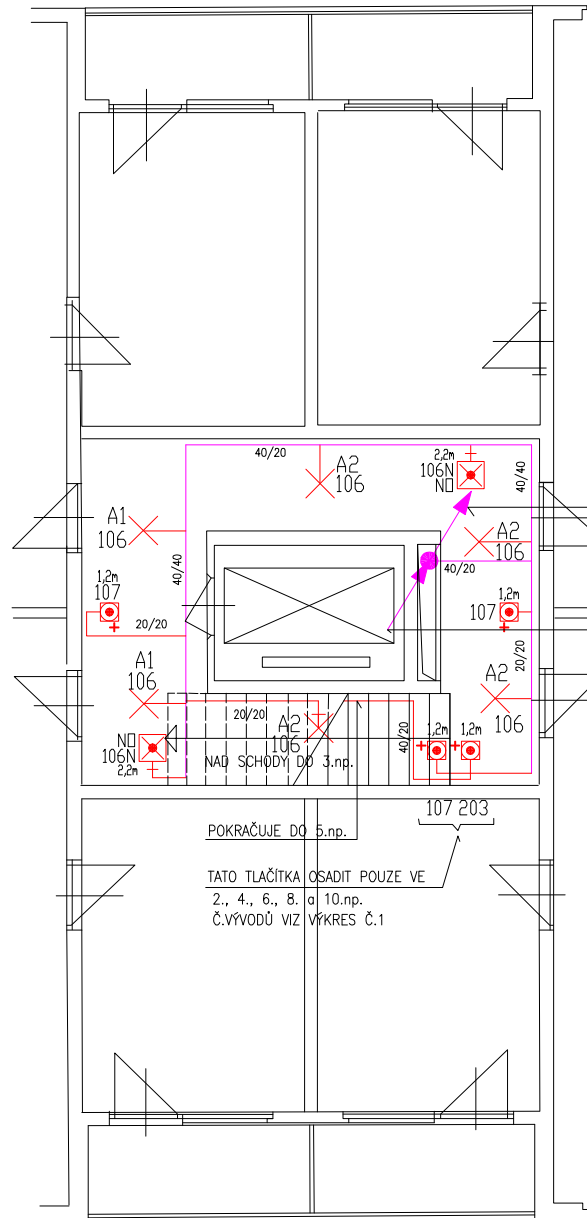 40/20
A2
106
2,2m
106N
NO
40/40
A1
106
A2
106
40/40
40/20
1,2m
107
1,2m
107
20/20
20/20
A1
106
A2
106
20/20
A2
106
40/20
1,2m
1,2m
NO
106N
2,2m
NAD SCHODY DO 3.np.
107 203
POKRAČUJE DO 5.np.
TATO TLAČÍTKA OSADIT POUZE VE
2., 4., 6., 8. a 10.np.
Č.VÝVODŮ VIZ VÝKRES Č.1